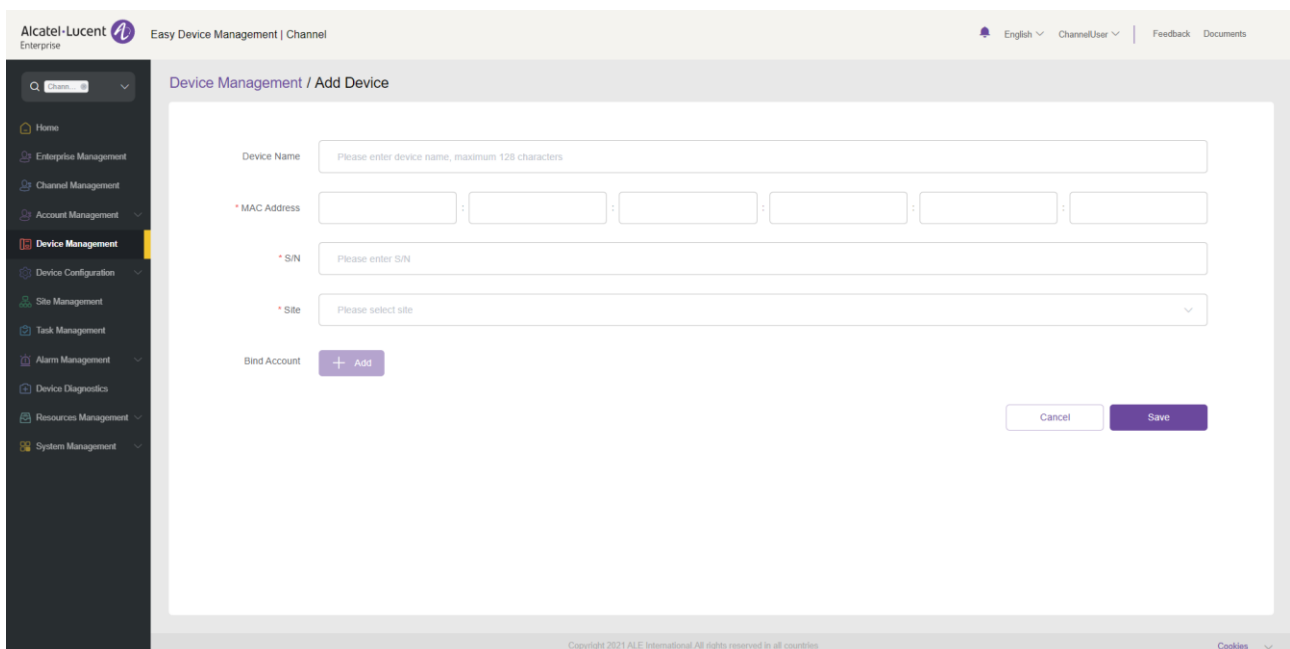 Alcatel·Lucent
Enterprise
Easy Device Management | Channel
English
ChannelUser
Feedback
Documents
Chann...
Device Management / Add Device
Home
Enterprise Management
Channel Management
Account Management
Device Management
Device Configuration
Site Management
Task Management
Alarm Management
Device Diagnostics
Resources Management
System Management
Device Name
Please enter device name, maximum 128 characters
* MAC Address
: : : : :
* S/N
Please enter S/N
* Site
Please select site
Bind Account
+ Add
Cancel
Save
Copyright 2021 ALE International.All rights reserved in all countries
Cookies